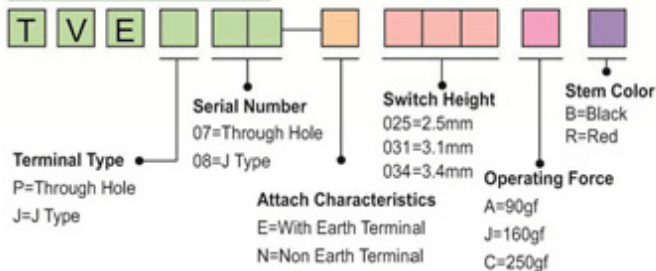 T V E
Serial Number
07=Through Hole
08=J Type
Switch Height
025=2.5mm
031=3.1mm
034=3.4mm
Stem Color
B=Black
R=Red
Terminal Type
P=Through Hole
J=J Type
Attach Characteristics
E=With Earth Terminal
N=Non Earth Terminal
Operating Force
A=90gf
J=160gf
C=250gf